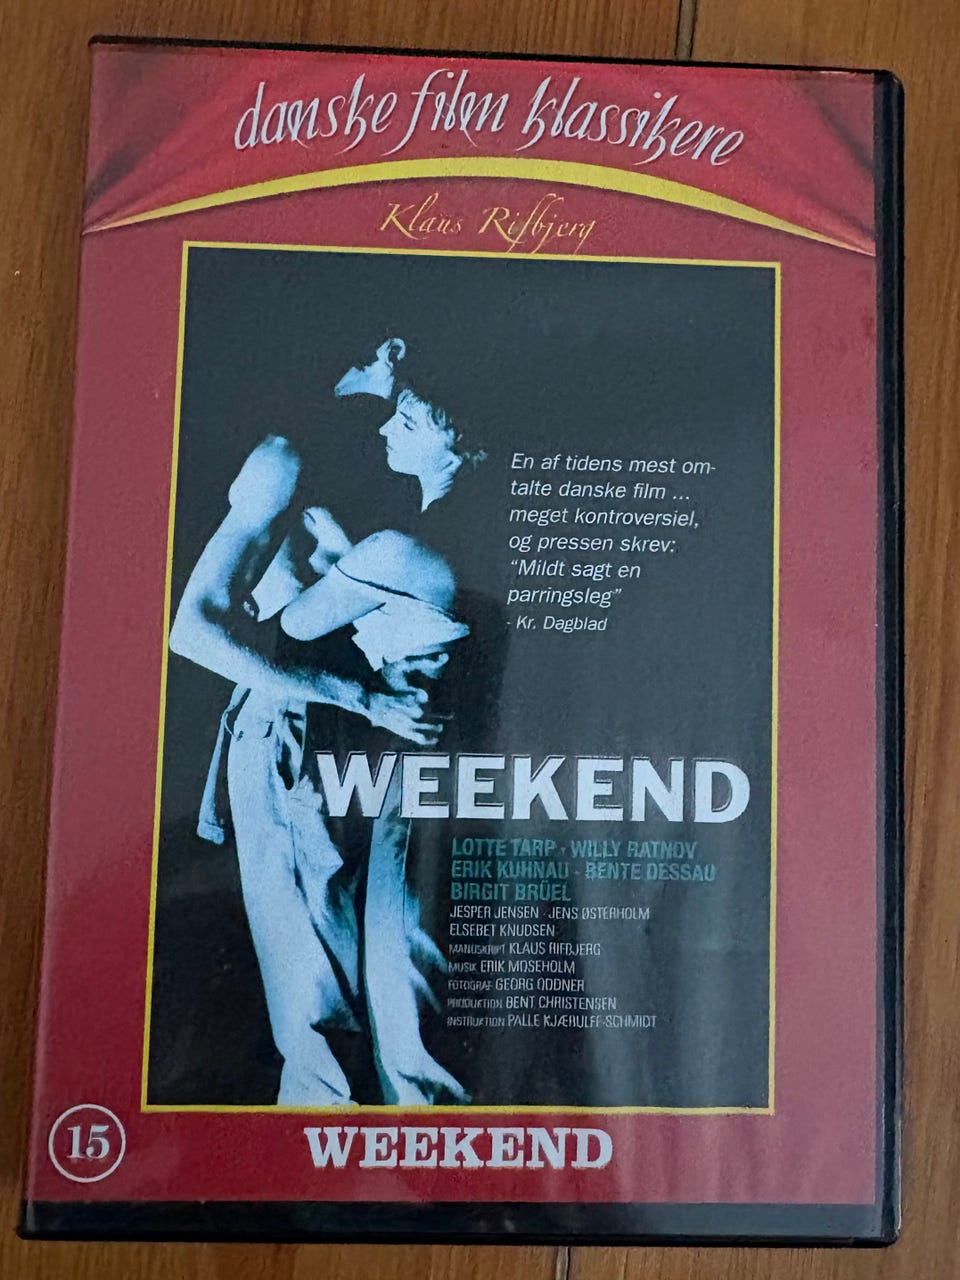 danske film klassikere
Klaus Rifbjerg
En af tidens mest om-
talte danske film ...
meget kontroversiel,
og pressen skrev:
"Mildt sagt en
parringsleg"
- Kr. Dagblad
WEEKEND
LOTTE TARP · WILLY RATHOV
ERIK KUHNAU · BENTE DESSAU
BIRGIT BRÜEL
JESPER JENSEN · JENS ØSTERHOLM
ELSEBET KNUDSEN
MANUSKRIPT KLAUS RIFBJERG
MUSIK ERIK MOSEHOLM
FOTOGRAF GEORG ODDNER
PRODUKTION BENT CHRISTENSEN
INSTRUKTION PALLE KJÆRULFF-SCHMIDT
15
WEEKEND